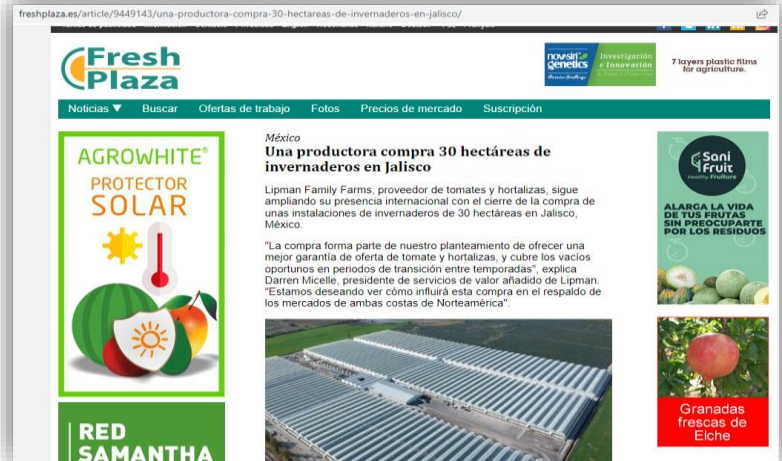 freshplaza.es/article/9449143/una-productora-compra-30-hectareas-de-invernaderos-en-jalisco/
Fresh
Plaza
novsiri
genetics
Investigación
e Innovación
7 layers plastic films
for agriculture.
Noticias ▼ Buscar Ofertas de trabajo Fotos Precios de mercado Suscripción
AGROWHITE®
PROTECTOR
SOLAR
RED
SAMANTHA
México
Una productora compra 30 hectáreas de
invernaderos en Jalisco
Lipman Family Farms, proveedor de tomates y hortalizas, sigue
ampliando su presencia internacional con el cierre de la compra de
unas instalaciones de invernaderos de 30 hectáreas en Jalisco,
México.
"La compra forma parte de nuestro planteamiento de ofrecer una
mejor garantía de oferta de tomate y hortalizas, y cubre los vacíos
oportunos en periodos de transición entre temporadas", explica
Darren Micelle, presidente de servicios de valor añadido de Lipman.
"Estamos deseando ver cómo influirá esta compra en el respaldo de
los mercados de ambas costas de Norteamérica".
Sani
Fruit
Healthy Fruiture
ALARGA LA VIDA
DE TUS FRUTAS
SIN PREOCUPARTE
POR LOS RESIDUOS
Granadas
frescas de
Elche